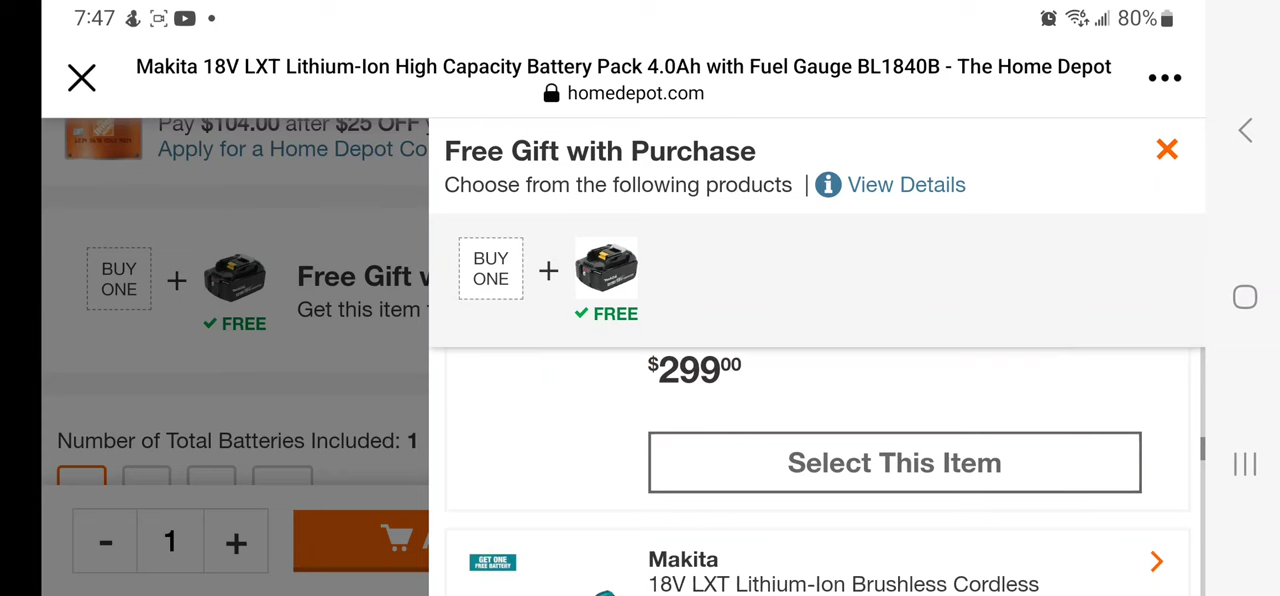 7:47
80%
Makita 18V LXT Lithium-Ion High Capacity Battery Pack 4.0Ah with Fuel Gauge BL1840B - The Home Depot
homedepot.com
Pay $104.00 after $25 OFF
Apply for a Home Depot Co
BUY
ONE
+
FREE
Free Gift
Get this item
Number of Total Batteries Included: 1
-
1
+
Free Gift with Purchase
Choose from the following products | View Details
BUY
ONE
+
FREE
$299 00
Select This Item
GET ONE
FREE BATTERY
Makita
18V LXT Lithium-Ion Brushless Cordless